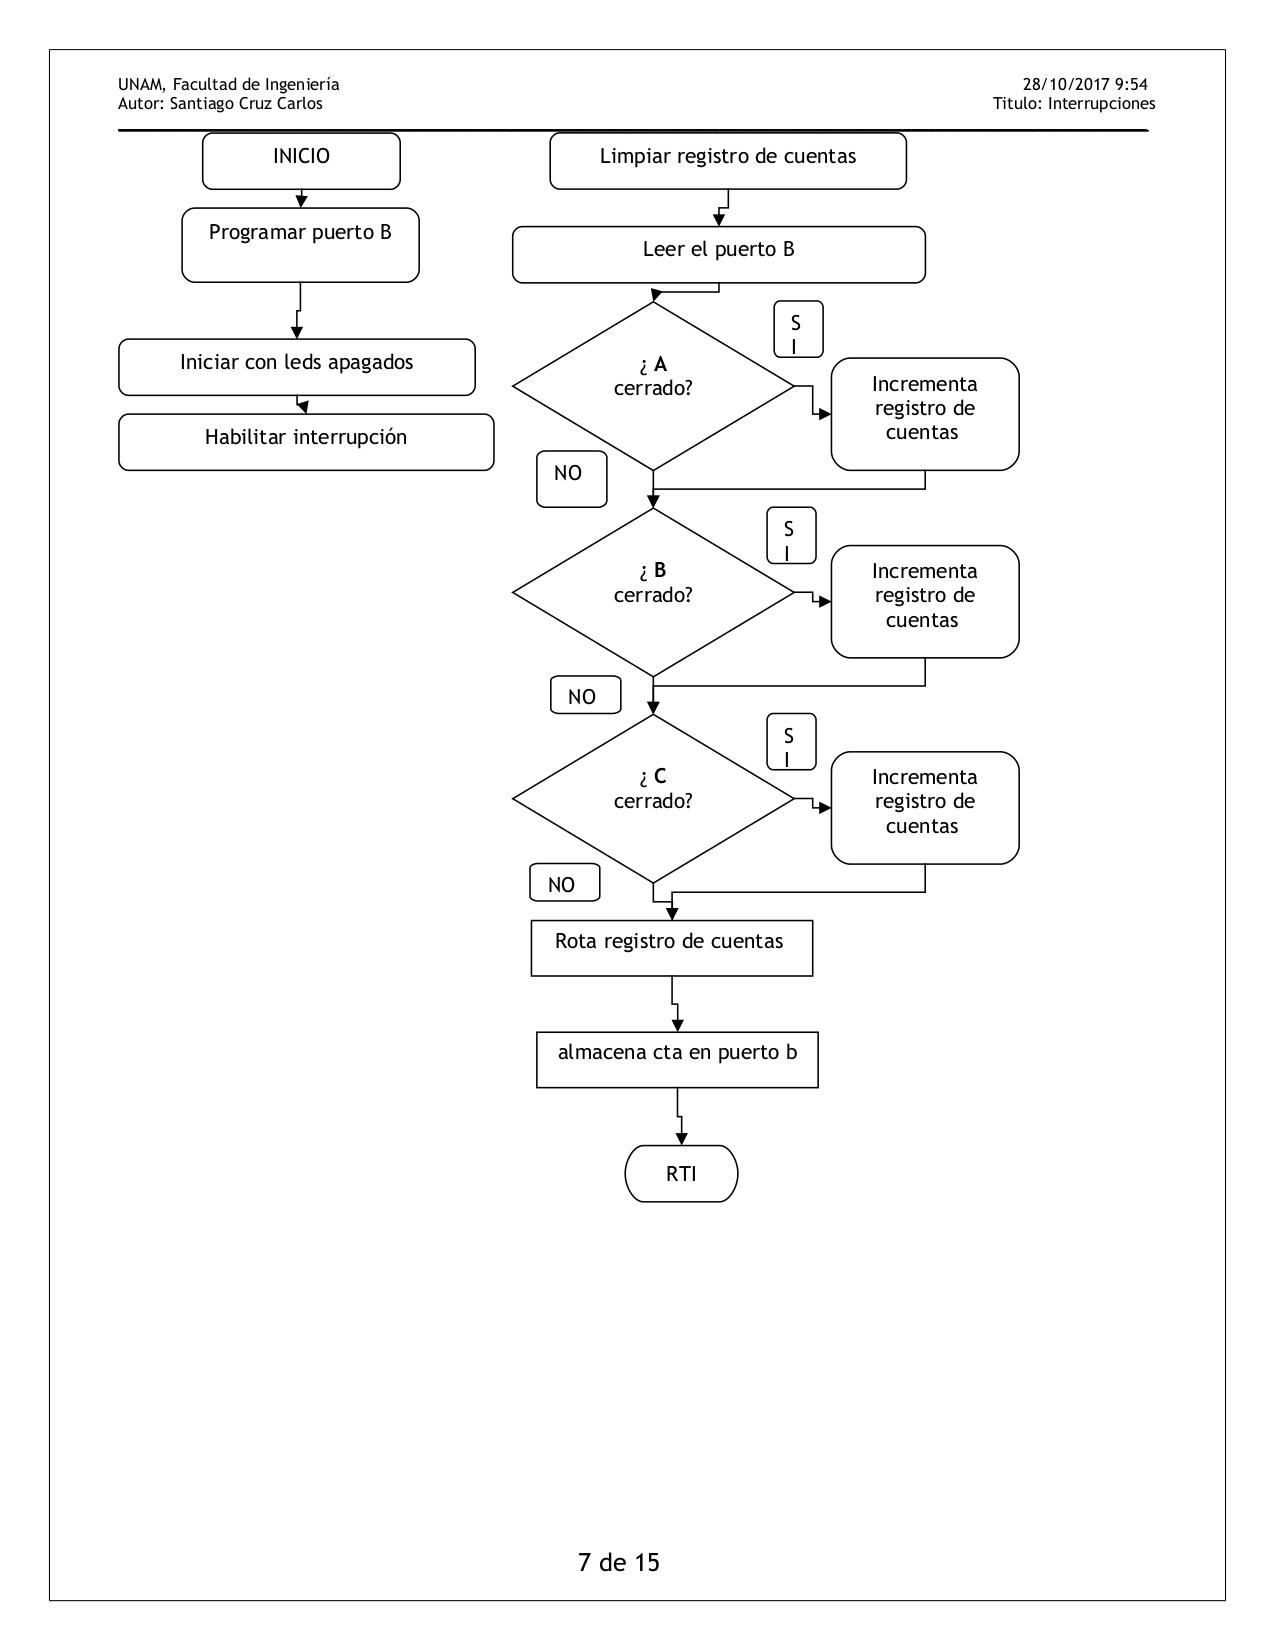 UNAM, Facultad de Ingeniería
Autor: Santiago Cruz Carlos
28/10/2017 9:54
Titulo: Interrupciones
INICIO
Programar puerto B
Iniciar con leds apagados
Habilitar interrupción
Limpiar registro de cuentas
Leer el puerto B
¿ A
cerrado?
S
I
Incrementa
registro de
cuentas
NO
¿ B
cerrado?
S
I
Incrementa
registro de
cuentas
NO
¿ C
cerrado?
S
I
Incrementa
registro de
cuentas
NO
Rota registro de cuentas
almacena cta en puerto b
RTI
7 de 15